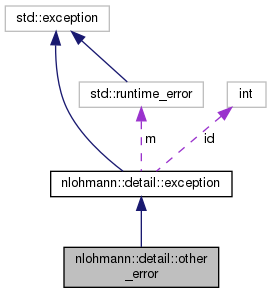 std::exception
std::runtime_error
int
m
id
nlohmann::detail::exception
nlohmann::detail::other
_error